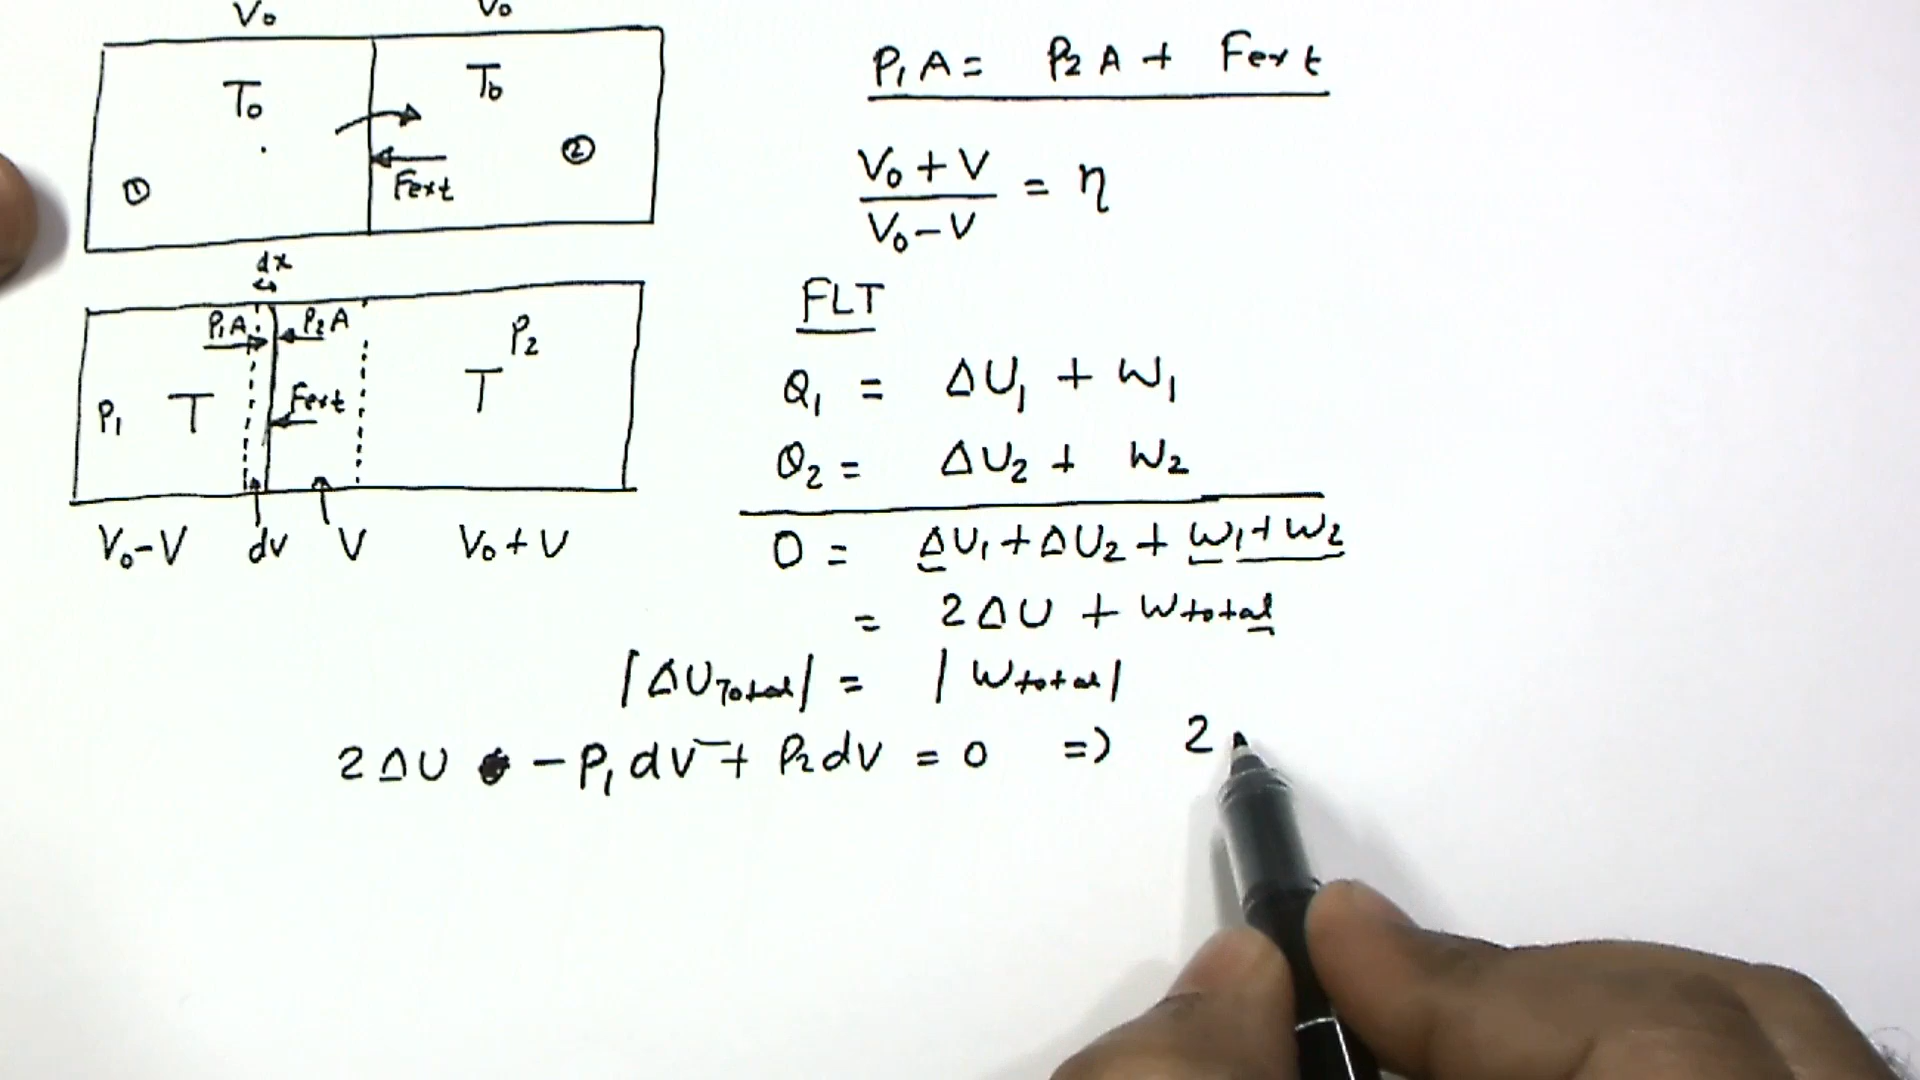 V₀ V₀
T₀ T₀
① ②
Fext
dx
P₁A P₂A
P₂
P₁ T Fext T
V₀-V dv V V₀+V
P₁A = P₂A + Fext
V₀+V
= η
V₀-V
FLT
Q₁ = ΔU₁ + W₁
Q₂ = ΔU₂ + W₂
0 = ΔU₁+ΔU₂+W₁+W₂
= 2ΔU + Wtotal
|ΔUTotal| = |Wtotal|
2ΔU -P₁dV+P₂dV = 0 => 2